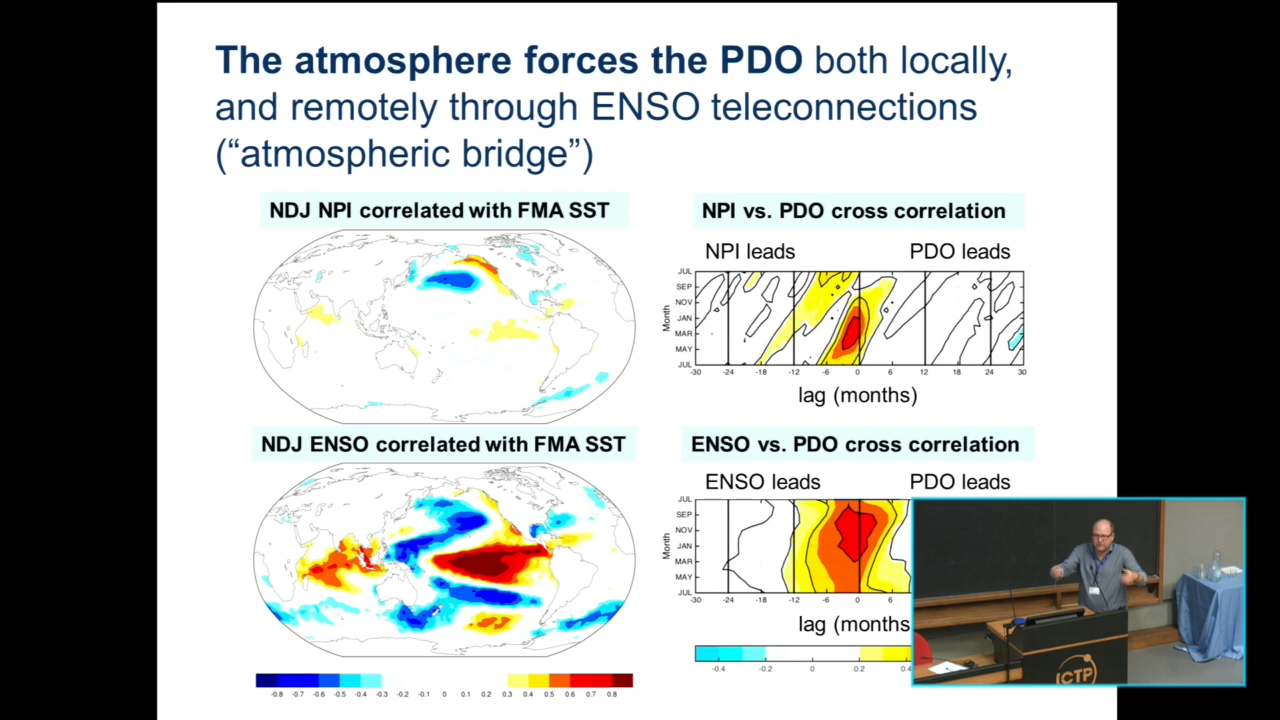 The atmosphere forces the PDO both locally,
and remotely through ENSO teleconnections
(“atmospheric bridge”)
NDJ NPI correlated with FMA SST
NPI vs. PDO cross correlation
NPI leads PDO leads
JUL
SEP
NOV
JAN
MAR
MAY
JUL
Month
-30 -24 -18 -12 -6 0 6 12 18 24 30
lag (months)
NDJ ENSO correlated with FMA SST
ENSO vs. PDO cross correlation
ENSO leads PDO leads
JUL
SEP
NOV
JAN
MAR
MAY
JUL
Month
-30 -24 -18 -12 -6 0 6
lag (months
-0.4 -0.2 0 0.2 0.4
-0.8 -0.7 -0.6 -0.5 -0.4 -0.3 -0.2 -0.1 0 0.1 0.2 0.3 0.4 0.5 0.6 0.7 0.8
ICTP